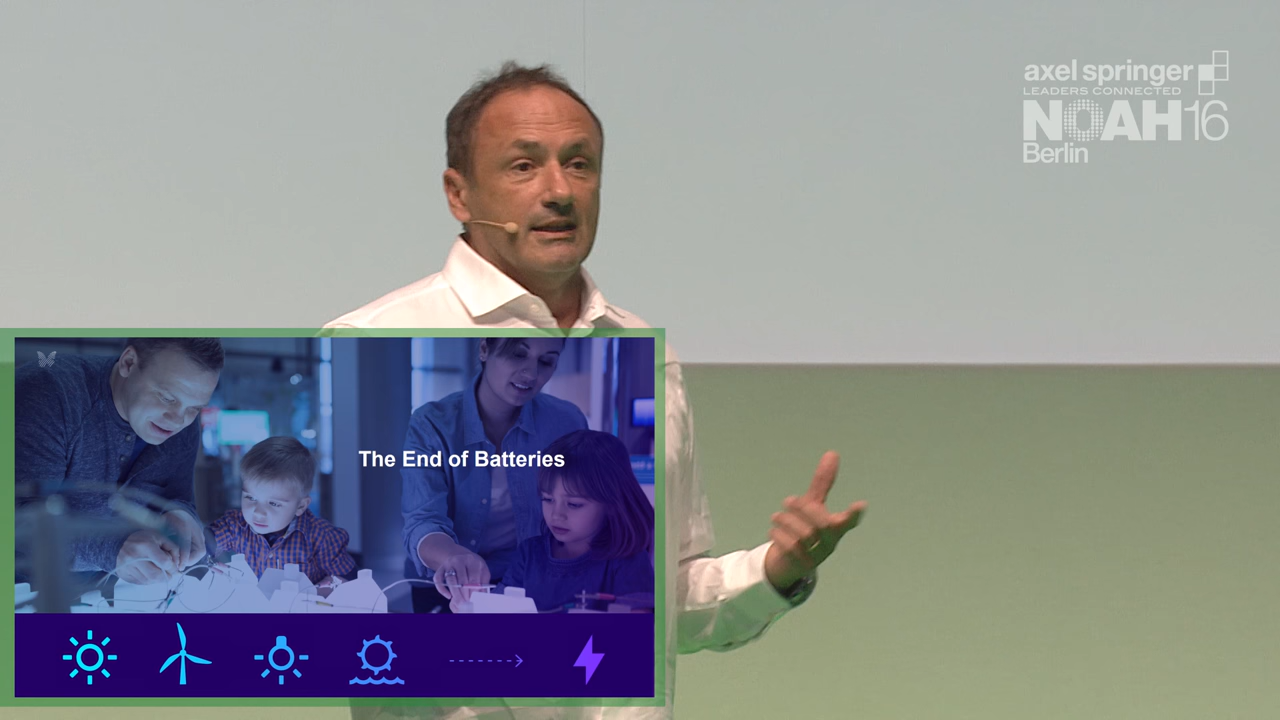 axel springer
LEADERS CONNECTED
NOAH16
Berlin
The End of Batteries